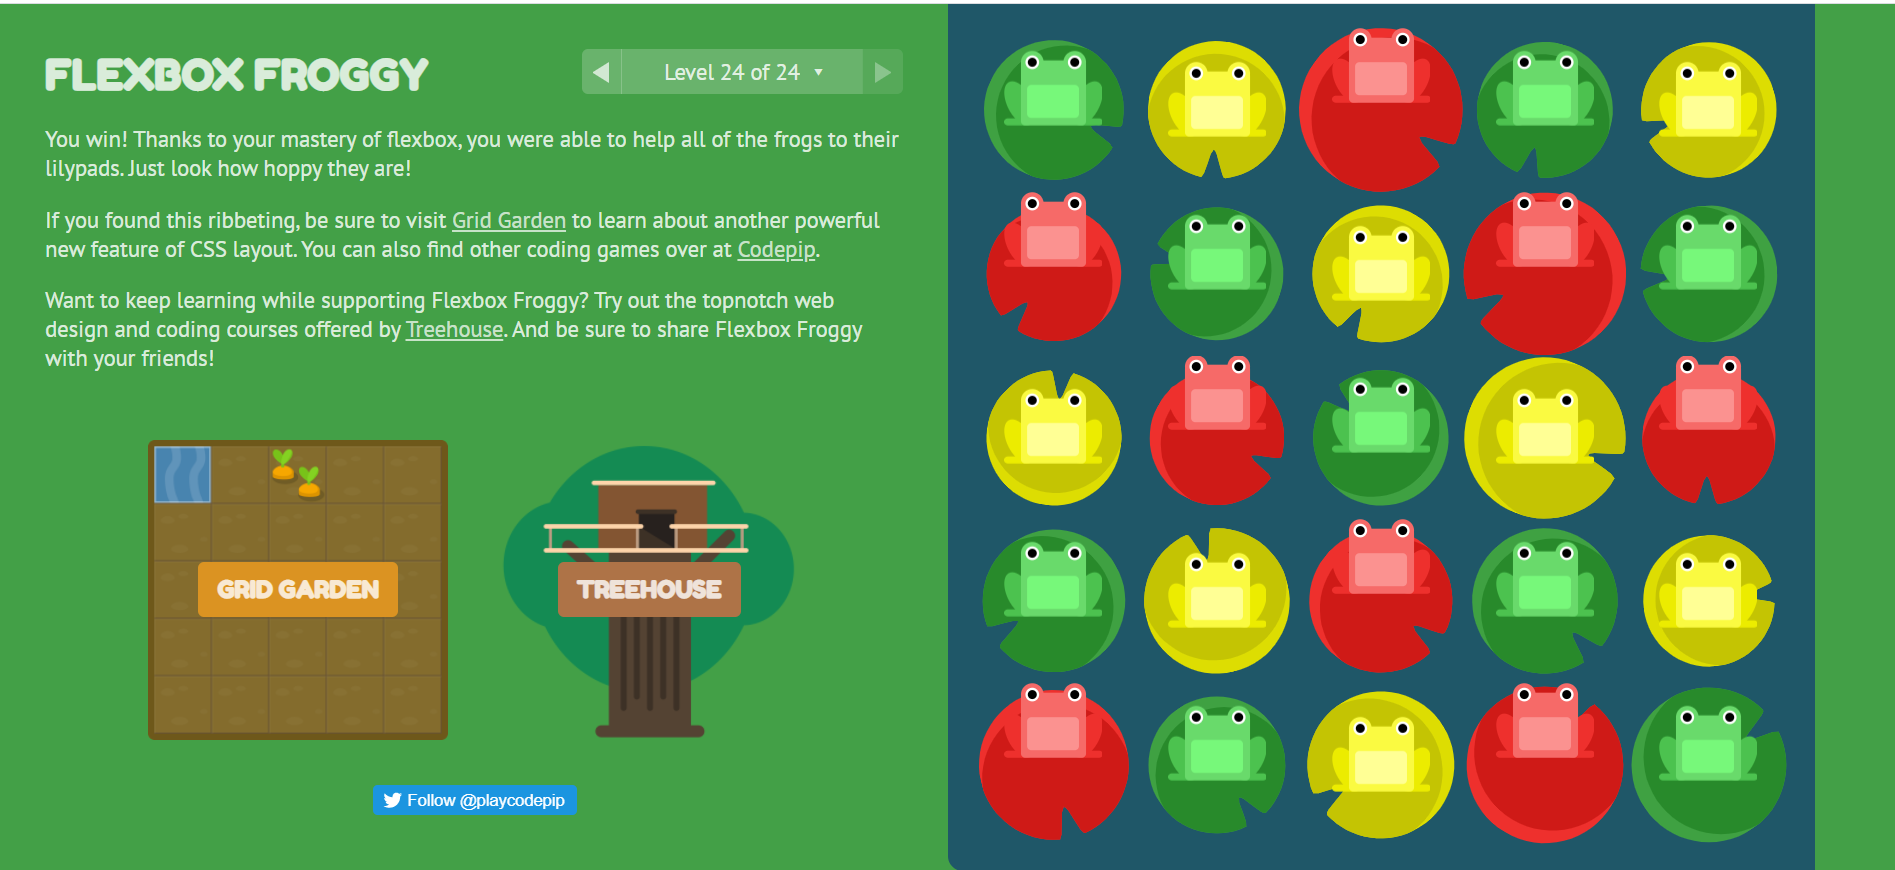 FLEXBOX FROGGY
Level 24 of 24
You win! Thanks to your mastery of flexbox, you were able to help all of the frogs to their
lilypads. Just look how hoppy they are!
If you found this ribbeting, be sure to visit Grid Garden to learn about another powerful
new feature of CSS layout. You can also find other coding games over at Codepip.
Want to keep learning while supporting Flexbox Froggy? Try out the topnotch web
design and coding courses offered by Treehouse. And be sure to share Flexbox Froggy
with your friends!
GRID GARDEN
TREEHOUSE
Follow @playcodepip